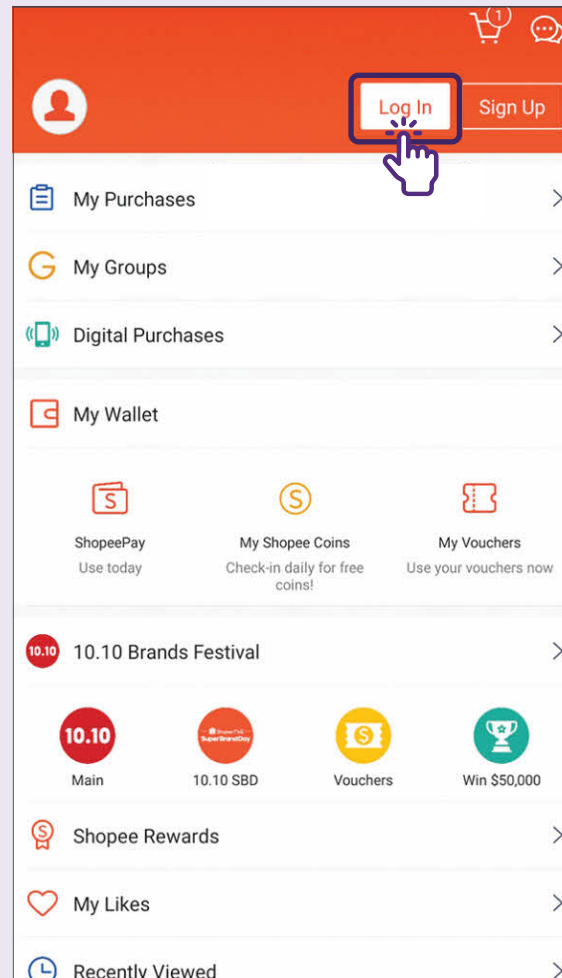 1
Log In
Sign Up
My Purchases
My Groups
Digital Purchases
My Wallet
ShopeePay
My Shopee Coins
My Vouchers
Use today
Check-in daily for free
coins!
Use your vouchers now
10.10
10.10 Brands Festival
10.10
SuperBrandDay
Main
10.10 SBD
Vouchers
Win $50,000
Shopee Rewards
My Likes
Recently Viewed